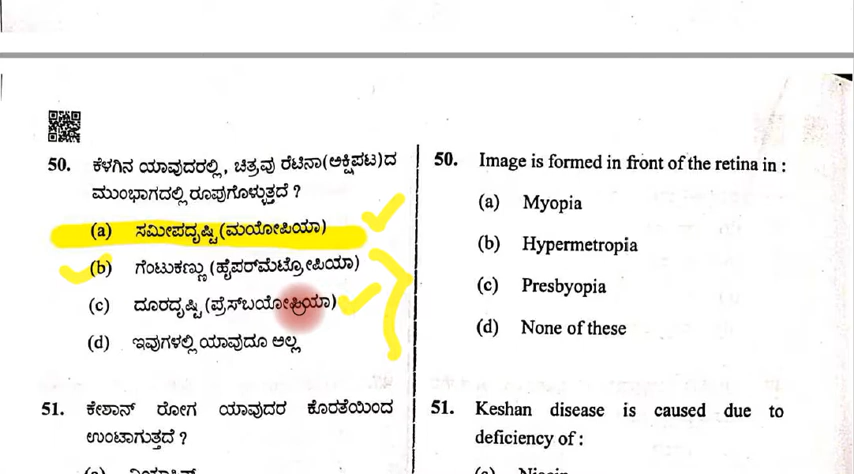 50. ಕೆಳಗಿನ ಯಾವುದರಲ್ಲಿ, ಚಿತ್ರವು ರೆಟಿನಾ(ಅಕ್ಷಿಪಟ)ದ
ಮುಂಭಾಗದಲ್ಲಿ ರೂಪುಗೊಳ್ಳುತ್ತದೆ ?
(a) ಸಮೀಪದೃಷ್ಟಿ(ಮಯೋಪಿಯಾ)
(b) ಗೆಂಟುಕಣ್ಣು (ಹೈಪರ್‌ಮೆಟ್ರೋಪಿಯಾ)
(c) ದೂರದೃಷ್ಟಿ(ಪ್ರೆಸ್‌ಬಯೋಪಿಯಾ)
(d) ಇವುಗಳಲ್ಲಿ ಯಾವುದೂ ಅಲ್ಲ
51. ಕೇಶಾನ್ ರೋಗ ಯಾವುದರ ಕೊರತೆಯಿಂದ
ಉಂಟಾಗುತ್ತದೆ ?
50. Image is formed in front of the retina in :
(a) Myopia
(b) Hypermetropia
(c) Presbyopia
(d) None of these
51. Keshan disease is caused due to
deficiency of :